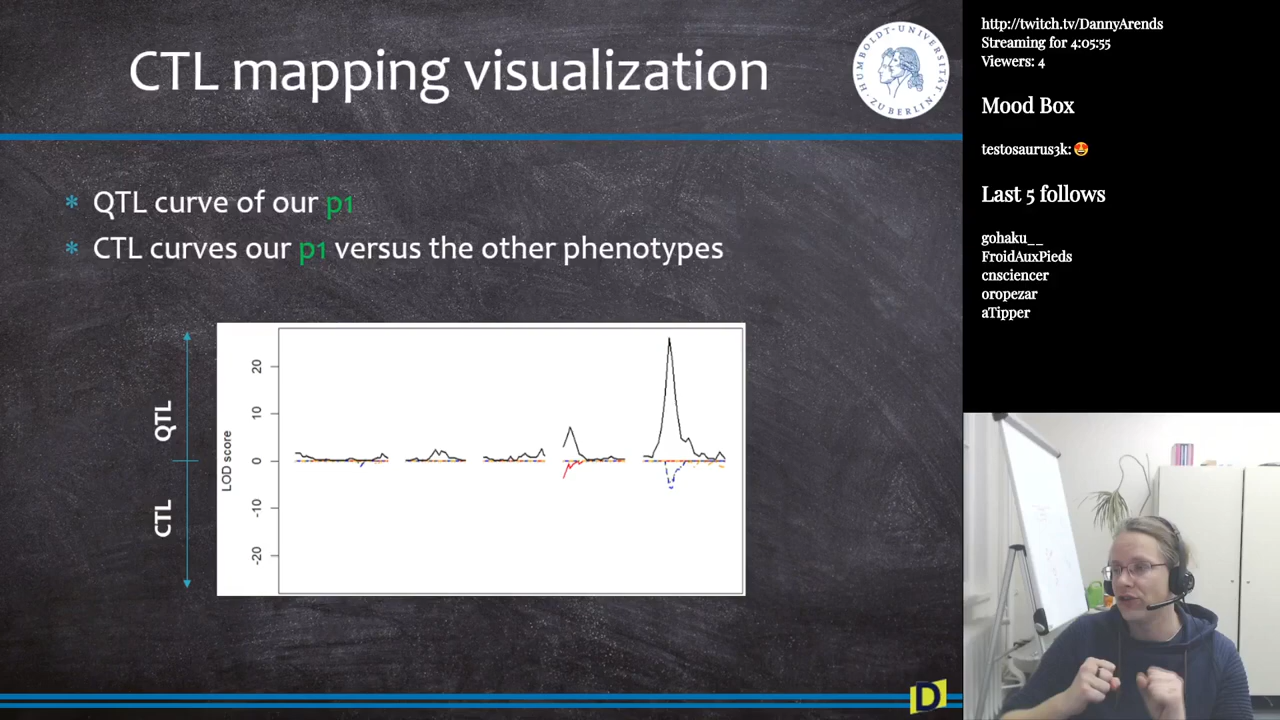 CTL mapping visualization
HUMBOLDT-UNIVERSITÄT ZU BERLIN
* QTL curve of our p1
* CTL curves our p1 versus the other phenotypes
QTL
CTL
LOD score
20
10
0
-10
-20
D
http://twitch.tv/DannyArends
Streaming for 4:05:55
Viewers: 4
Mood Box
testosaurus3k:🤩
Last 5 follows
gohaku__
FroidAuxPieds
cnsciencer
oropezar
aTipper